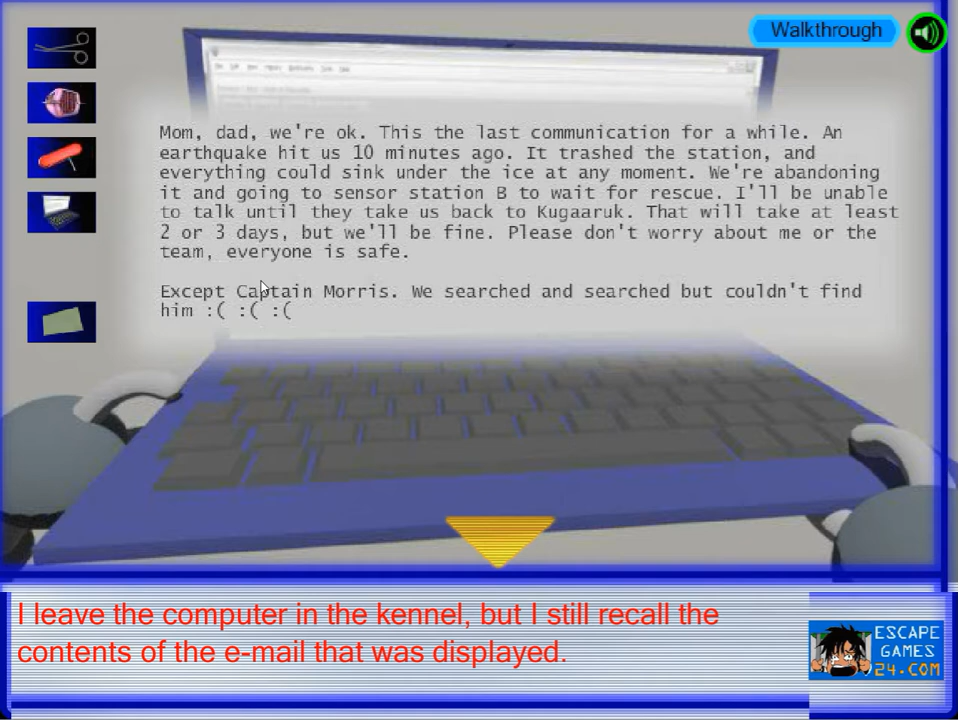 Walkthrough
Mom, dad, we're ok. This the last communication for a while. An
earthquake hit us 10 minutes ago. It trashed the station, and
everything could sink under the ice at any moment. We're abandoning
it and going to sensor station B to wait for rescue. I'll be unable
to talk until they take us back to Kugaaruk. That will take at least
2 or 3 days, but we'll be fine. Please don't worry about me or the
team, everyone is safe.
Except Captain Morris. We searched and searched but couldn't find
him :( :( :(
I leave the computer in the kennel, but I still recall the
contents of the e-mail that was displayed.
ESCAPE
GAMES
24.COM